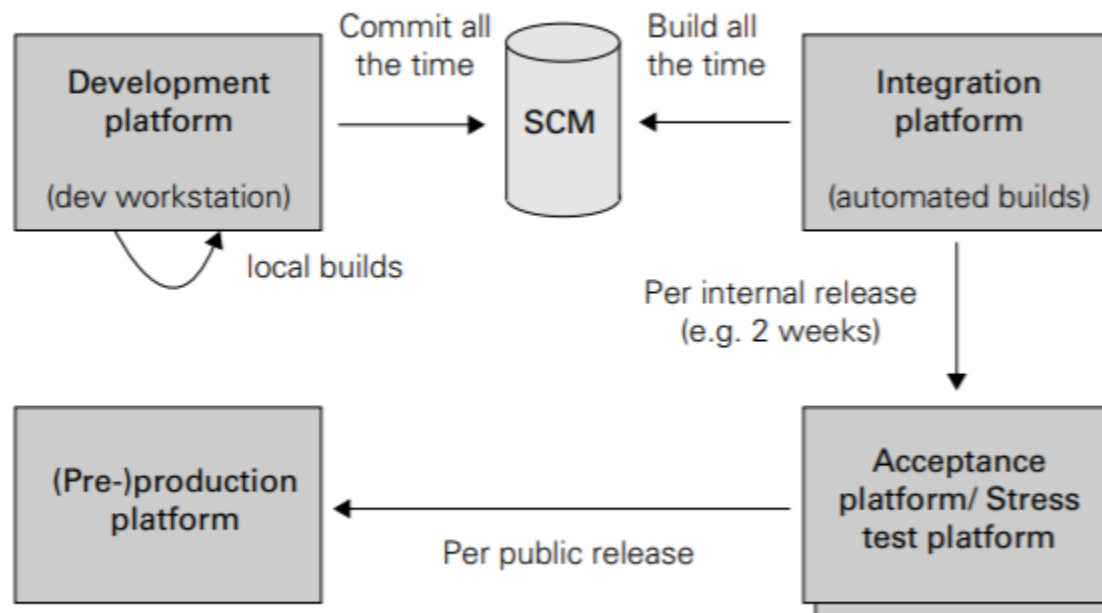 Development
platform
(dev workstation)
Commit all
the time
SCM
Build all
the time
Integration
platform
(automated builds)
local builds
Per internal release
(e.g. 2 weeks)
(Pre-)production
platform
Per public release
Acceptance
platform/ Stress
test platform